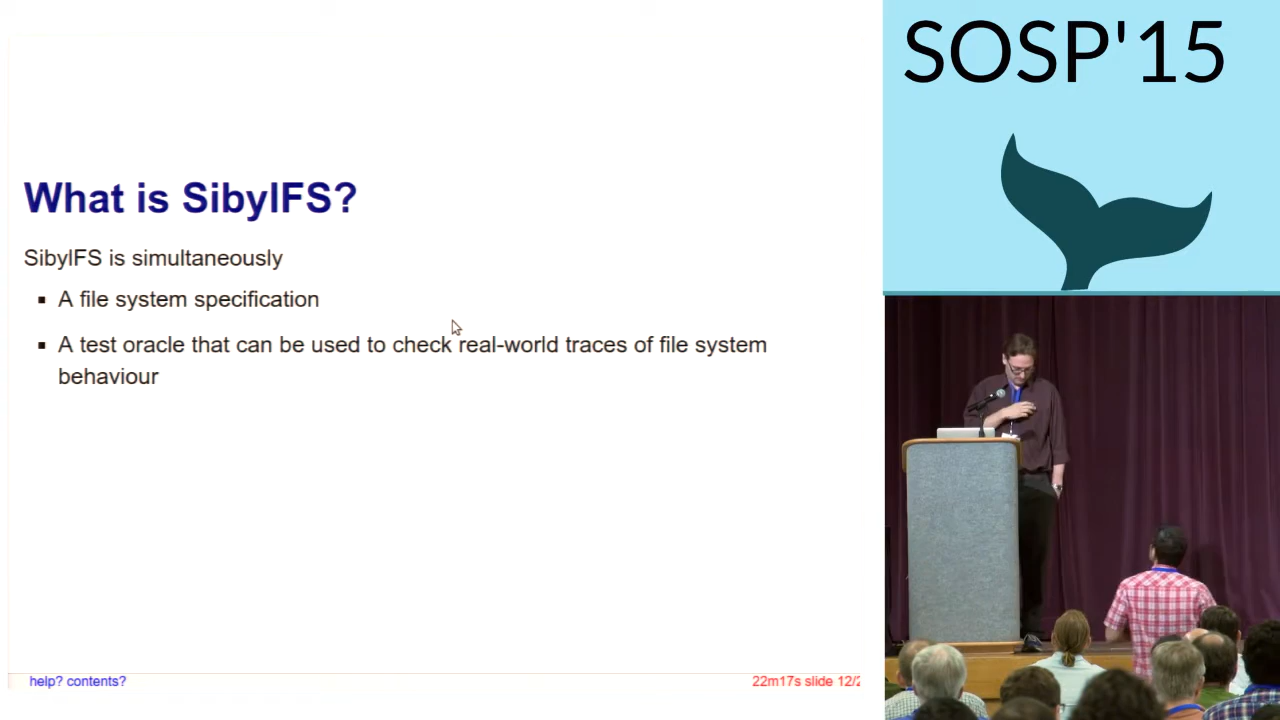 What is SibylFS?
SibylFS is simultaneously
A file system specification
A test oracle that can be used to check real-world traces of file system
behaviour
help? contents?
22m17s slide 12/2
SOSP'15